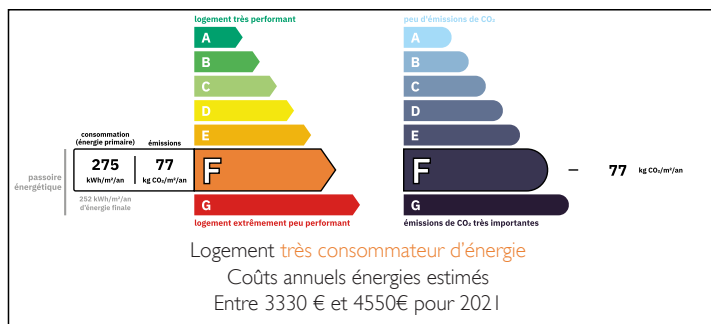 logement très performant
A
B
C
D
E
consommation
(énergie primaire)
émissions
275
kWh/m²/an
77
kg CO₂/m²/an
F
passoire
énergétique
252 kWh/m²/an
d'énergie finale
G
logement extrêmement peu performant
peu d'émissions de CO₂
A
B
C
D
E
F
77 kg CO₂/m²/an
G
émissions de CO₂ très importantes
Logement très consommateur d'énergie
Coûts annuels énergies estimés
Entre 3330 € et 4550€ pour 2021